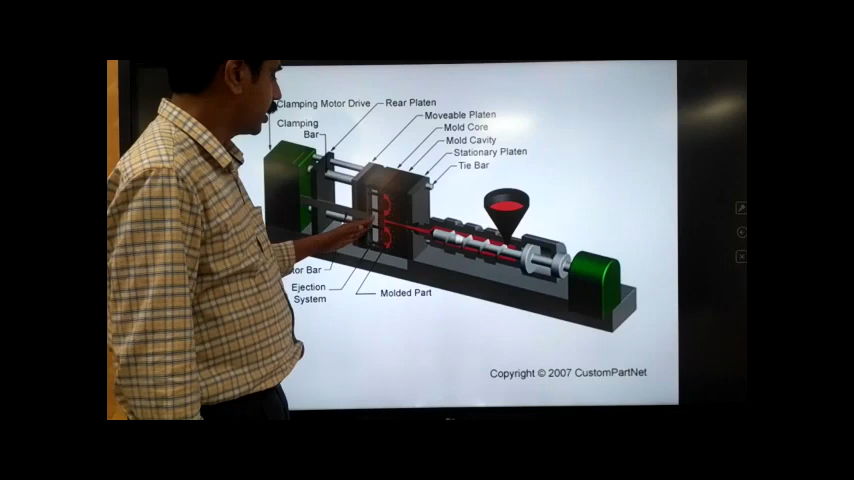 Clamping Motor Drive
Rear Platen
Clamping
Bar
Moveable Platen
Mold Core
Mold Cavity
Stationary Platen
Tie Bar
Bar
Ejection
System
Molded Part
Copyright © 2007 CustomPartNet